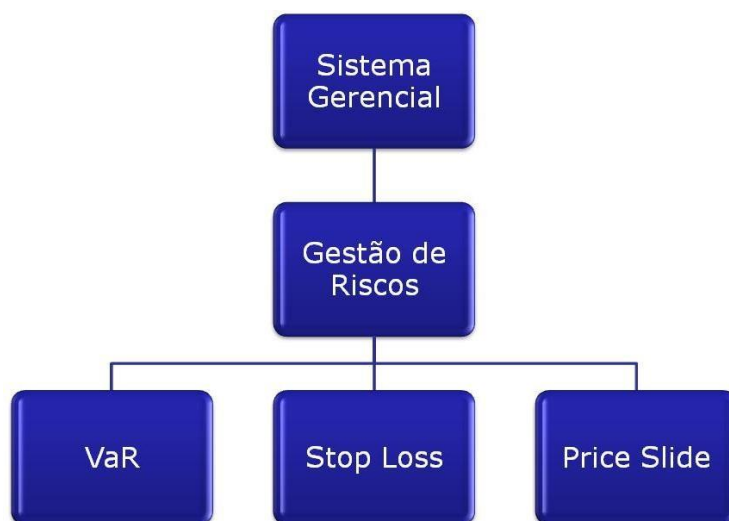 Sistema
Gerencial
Gestão de
Riscos
VaR
Stop Loss
Price Slide